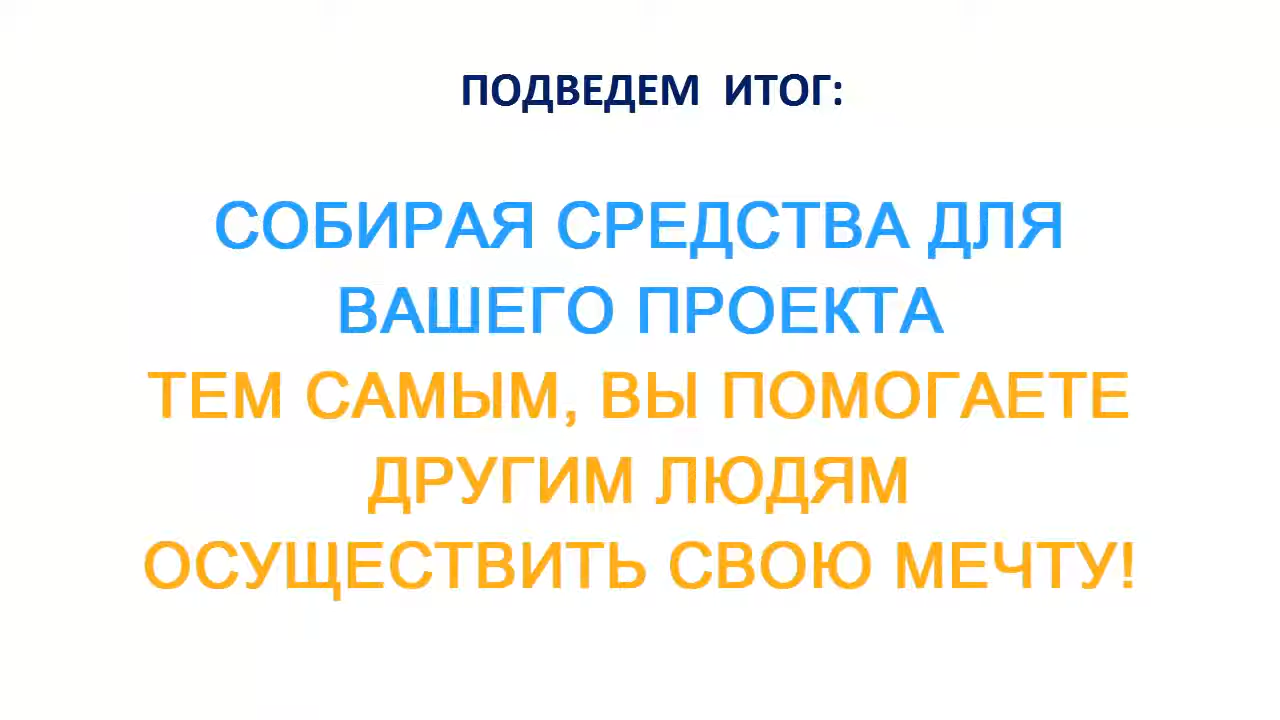 ПОДВЕДЕМ ИТОГ:
СОБИРАЯ СРЕДСТВА ДЛЯ
ВАШЕГО ПРОЕКТА
ТЕМ САМЫМ, ВЫ ПОМОГАЕТЕ
ДРУГИМ ЛЮДЯМ
ОСУЩЕСТВИТЬ СВОЮ МЕЧТУ!